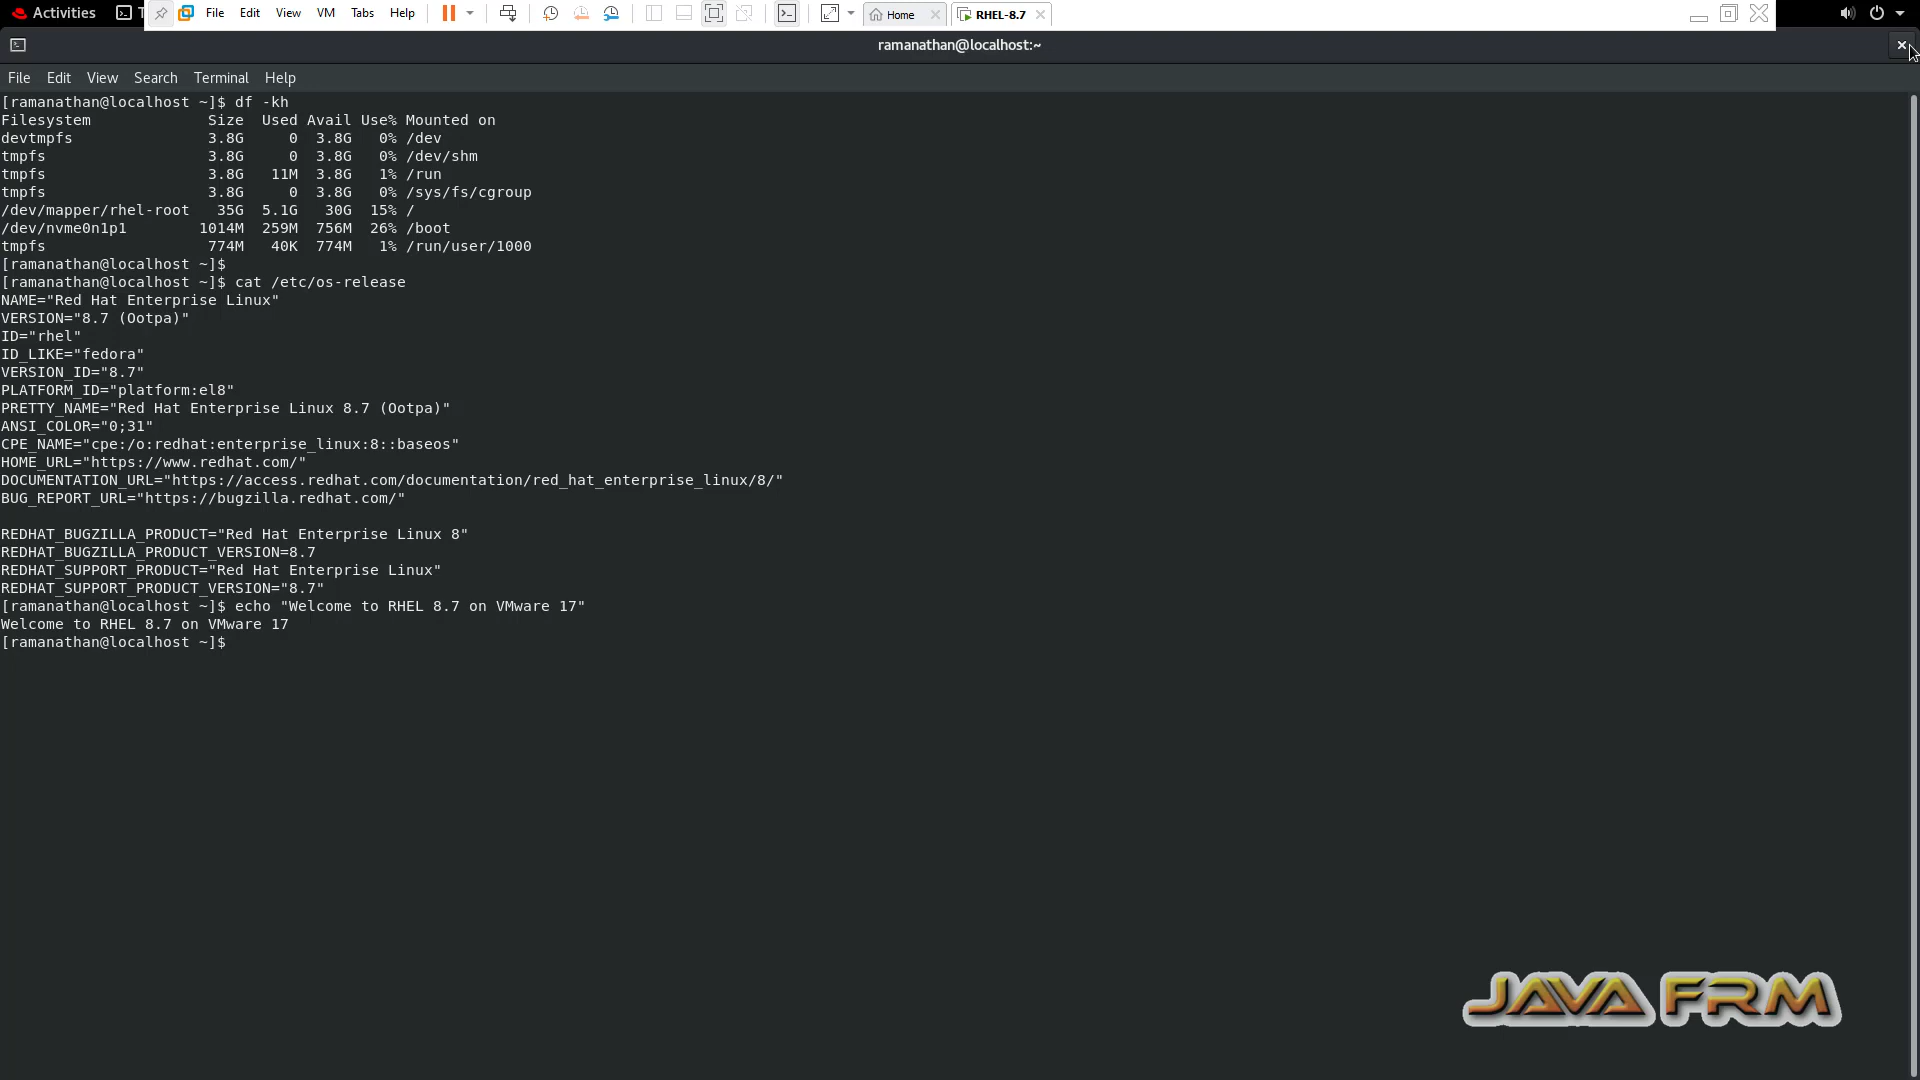 Activities T File Edit View VM Tabs Help Home RHEL-8.7
ramanathan@localhost:~
File Edit View Search Terminal Help
[ramanathan@localhost ~]$ df -kh
Filesystem             Size  Used Avail Use% Mounted on
devtmpfs               3.8G     0  3.8G   0% /dev
tmpfs                  3.8G     0  3.8G   0% /dev/shm
tmpfs                  3.8G   11M  3.8G   1% /run
tmpfs                  3.8G     0  3.8G   0% /sys/fs/cgroup
/dev/mapper/rhel-root   35G  5.1G   30G  15% /
/dev/nvme0n1p1        1014M  259M  756M  26% /boot
tmpfs                  774M   40K  774M   1% /run/user/1000
[ramanathan@localhost ~]$
[ramanathan@localhost ~]$ cat /etc/os-release
NAME="Red Hat Enterprise Linux"
VERSION="8.7 (Ootpa)"
ID="rhel"
ID_LIKE="fedora"
VERSION_ID="8.7"
PLATFORM_ID="platform:el8"
PRETTY_NAME="Red Hat Enterprise Linux 8.7 (Ootpa)"
ANSI_COLOR="0;31"
CPE_NAME="cpe:/o:redhat:enterprise_linux:8::baseos"
HOME_URL="https://www.redhat.com/"
DOCUMENTATION_URL="https://access.redhat.com/documentation/red_hat_enterprise_linux/8/"
BUG_REPORT_URL="https://bugzilla.redhat.com/"
REDHAT_BUGZILLA_PRODUCT="Red Hat Enterprise Linux 8"
REDHAT_BUGZILLA_PRODUCT_VERSION=8.7
REDHAT_SUPPORT_PRODUCT="Red Hat Enterprise Linux"
REDHAT_SUPPORT_PRODUCT_VERSION="8.7"
[ramanathan@localhost ~]$ echo "Welcome to RHEL 8.7 on VMware 17"
Welcome to RHEL 8.7 on VMware 17
[ramanathan@localhost ~]$
JAVA FRM